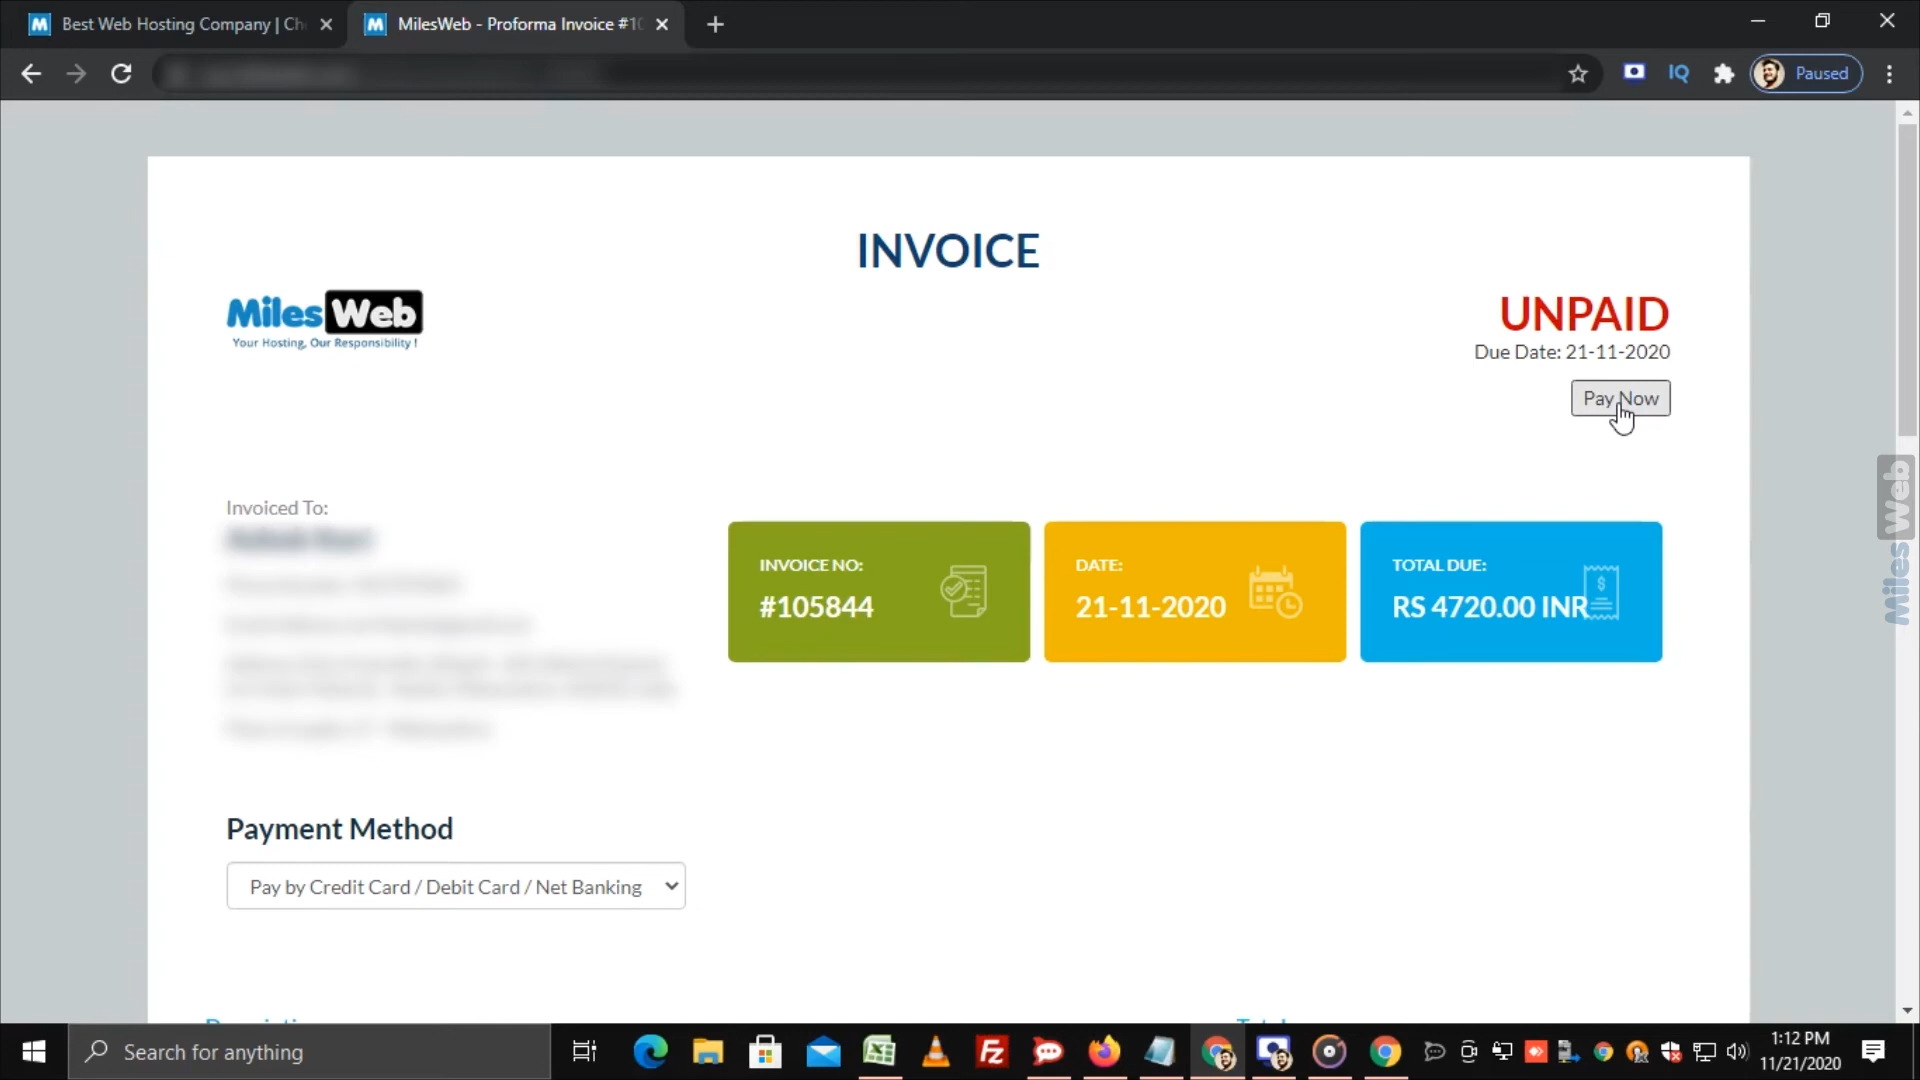 Best Web Hosting Company | Ch
MilesWeb - Proforma Invoice #10
IQ
Paused
INVOICE
MilesWeb
Your Hosting, Our Responsibility !
UNPAID
Due Date: 21-11-2020
Pay Now
Invoiced To:
INVOICE NO:
#105844
DATE:
21-11-2020
TOTAL DUE:
RS 4720.00 INR
MilesWeb
Payment Method
Pay by Credit Card / Debit Card / Net Banking
Search for anything
1:12 PM
11/21/2020